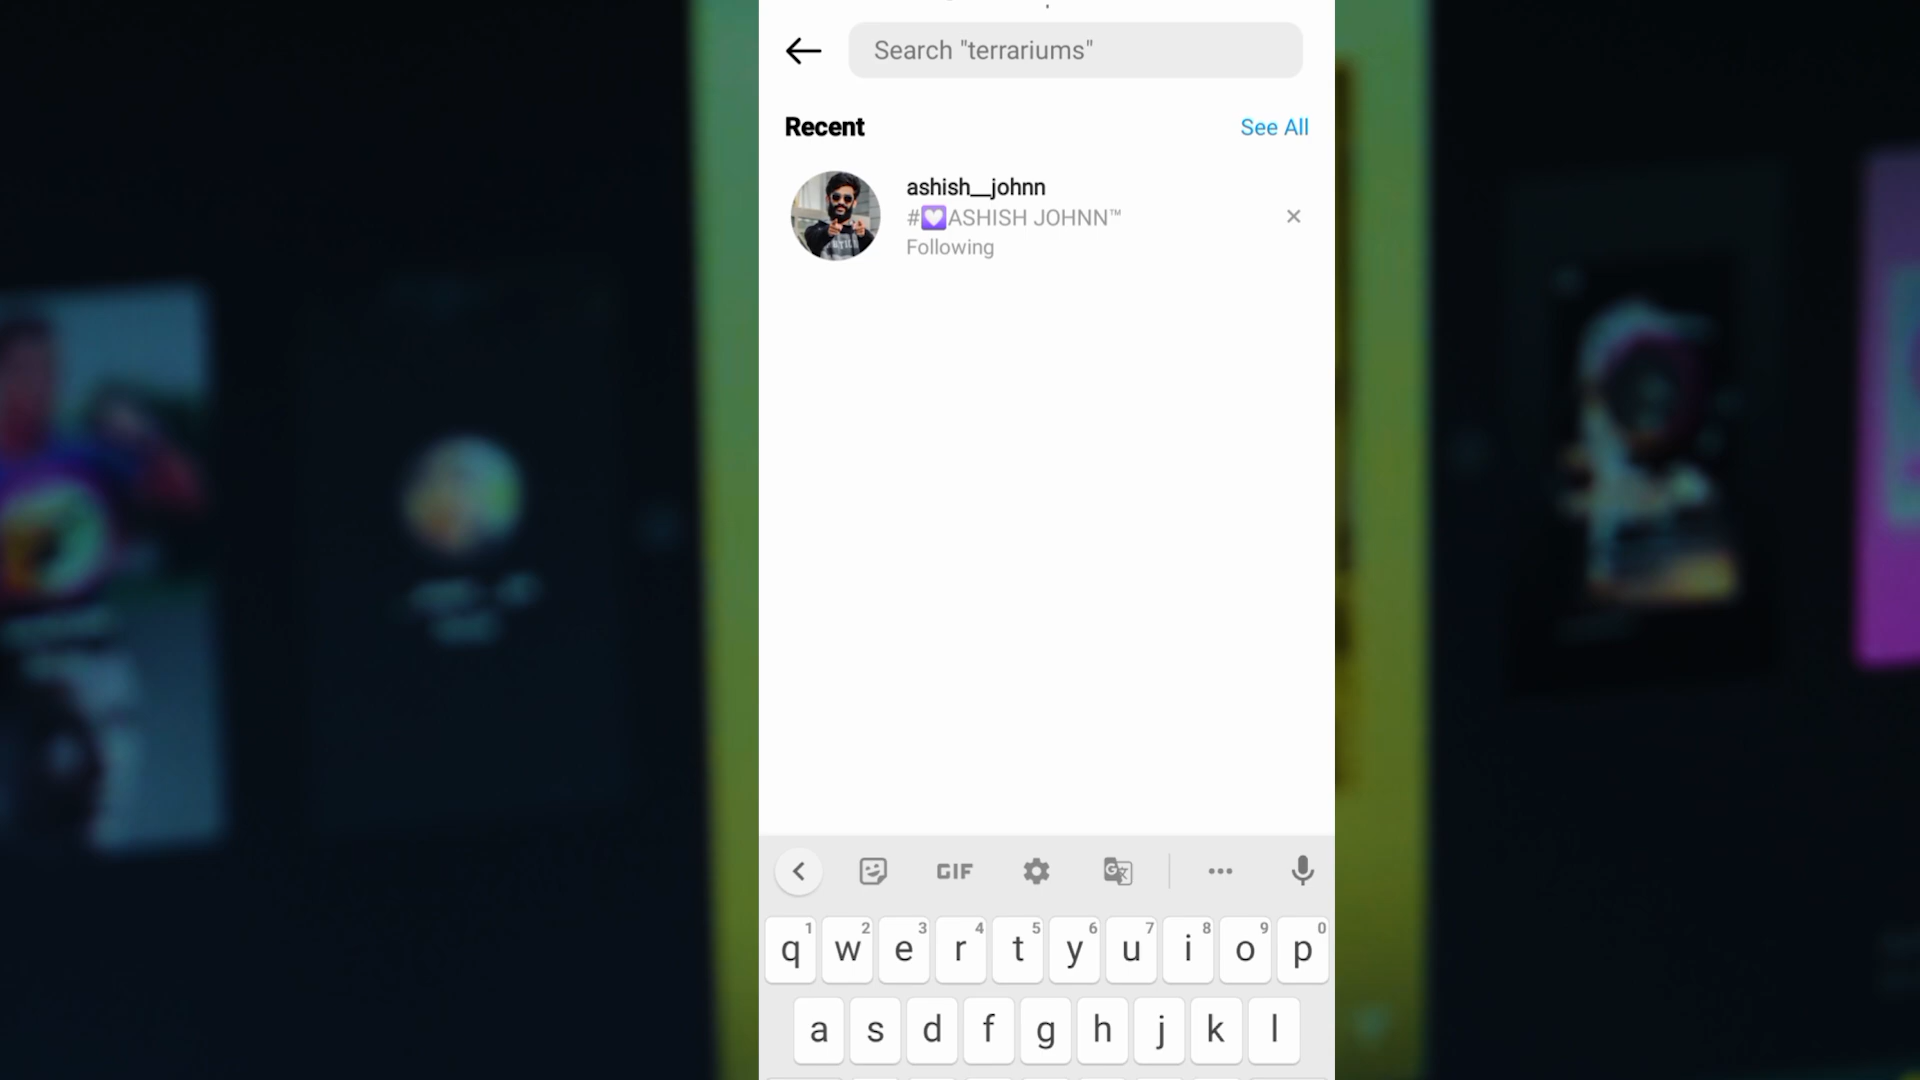 Search "terrariums"
Recent
See All
ashish__johnn
#💟ASHISH JOHNN™
Following
GIF
1 2 3 4 5 6 7 8 9 0
q w e r t y u i o p
a s d f g h j k l